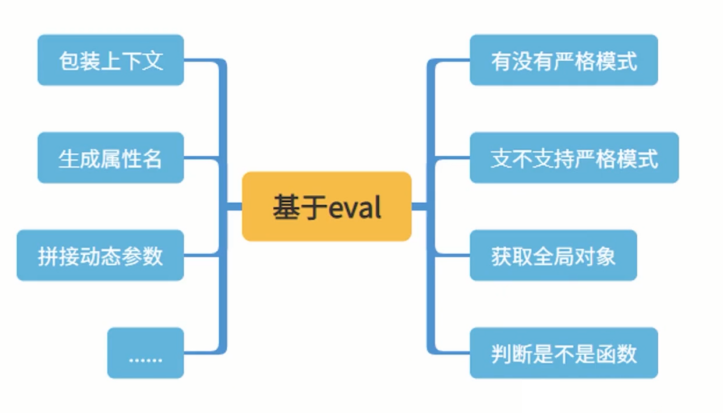 包装上下文
生成属性名
拼接动态参数
......
基于eval
有没有严格模式
支不支持严格模式
获取全局对象
判断是不是函数